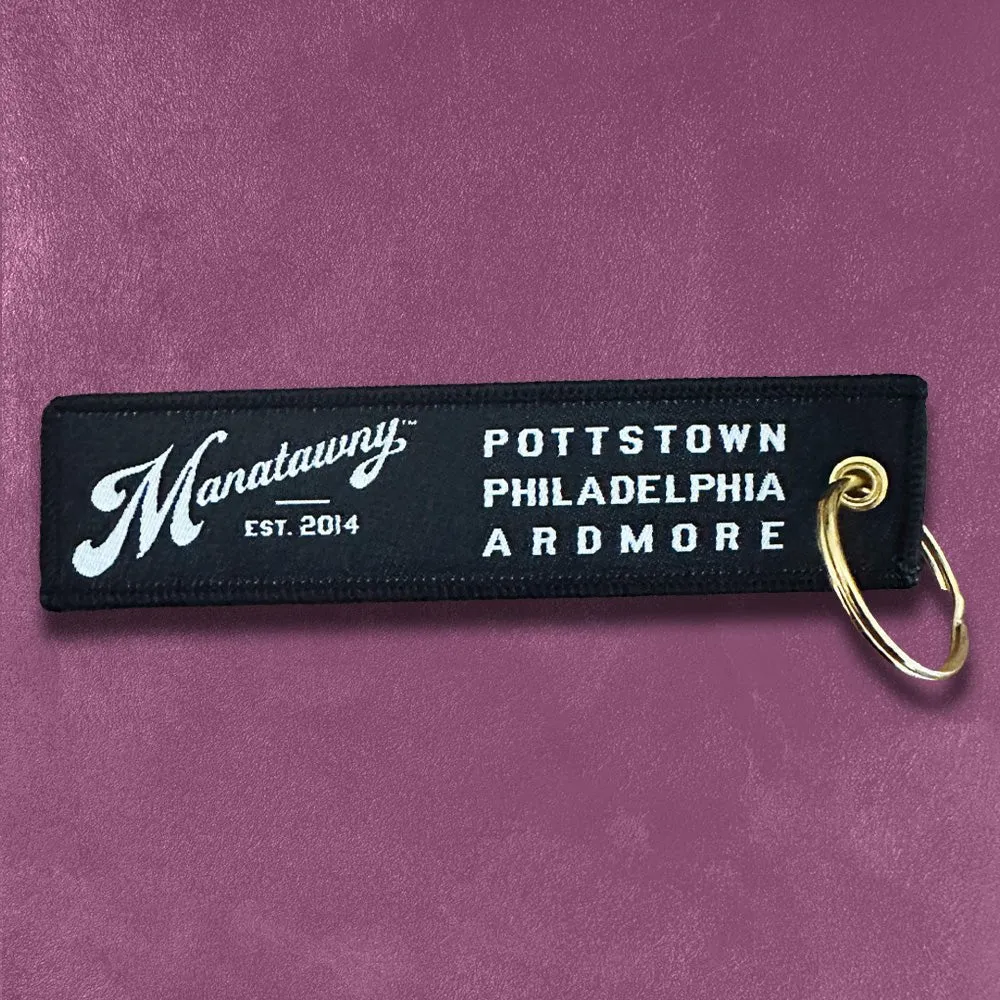 Manatawny™
EST. 2014
POTTSTOWN
PHILADELPHIA
ARDMORE